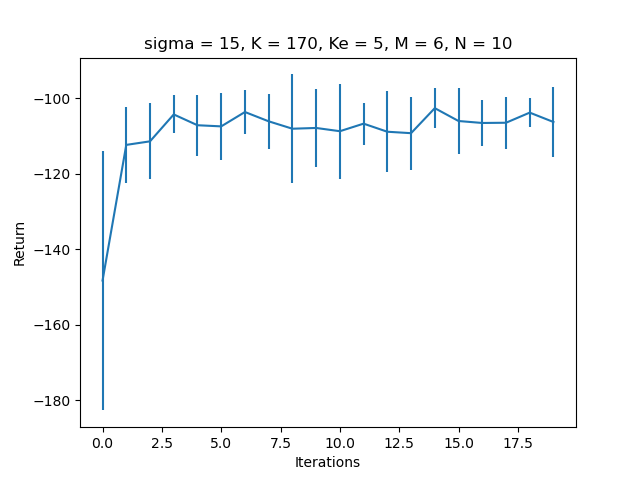 sigma = 15, K = 170, Ke = 5, M = 6, N = 10
Return
−100
−120
−140
−160
−180
0.0 2.5 5.0 7.5 10.0 12.5 15.0 17.5
Iterations